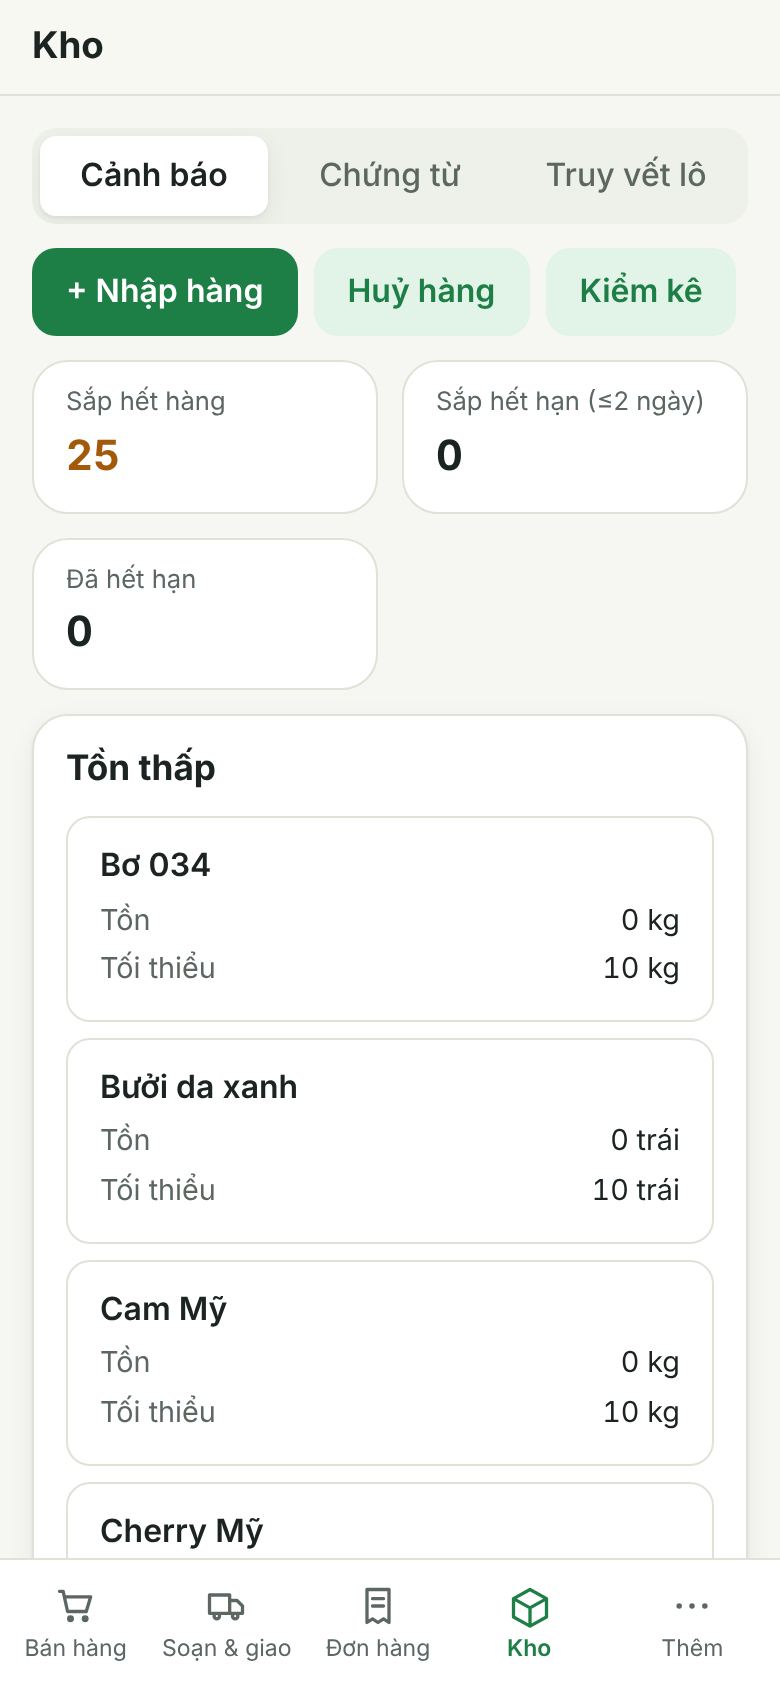 Kho
Cảnh báo
Chứng từ
Truy vết lô
+ Nhập hàng
Huỷ hàng
Kiểm kê
Sắp hết hàng
25
Sắp hết hạn (≤2 ngày)
0
Đã hết hạn
0
Tồn thấp
Bơ 034
Tồn 0 kg
Tối thiểu 10 kg
Bưởi da xanh
Tồn 0 trái
Tối thiểu 10 trái
Cam Mỹ
Tồn 0 kg
Tối thiểu 10 kg
Cherry Mỹ
Bán hàng
Soạn & giao
Đơn hàng
Kho
Thêm